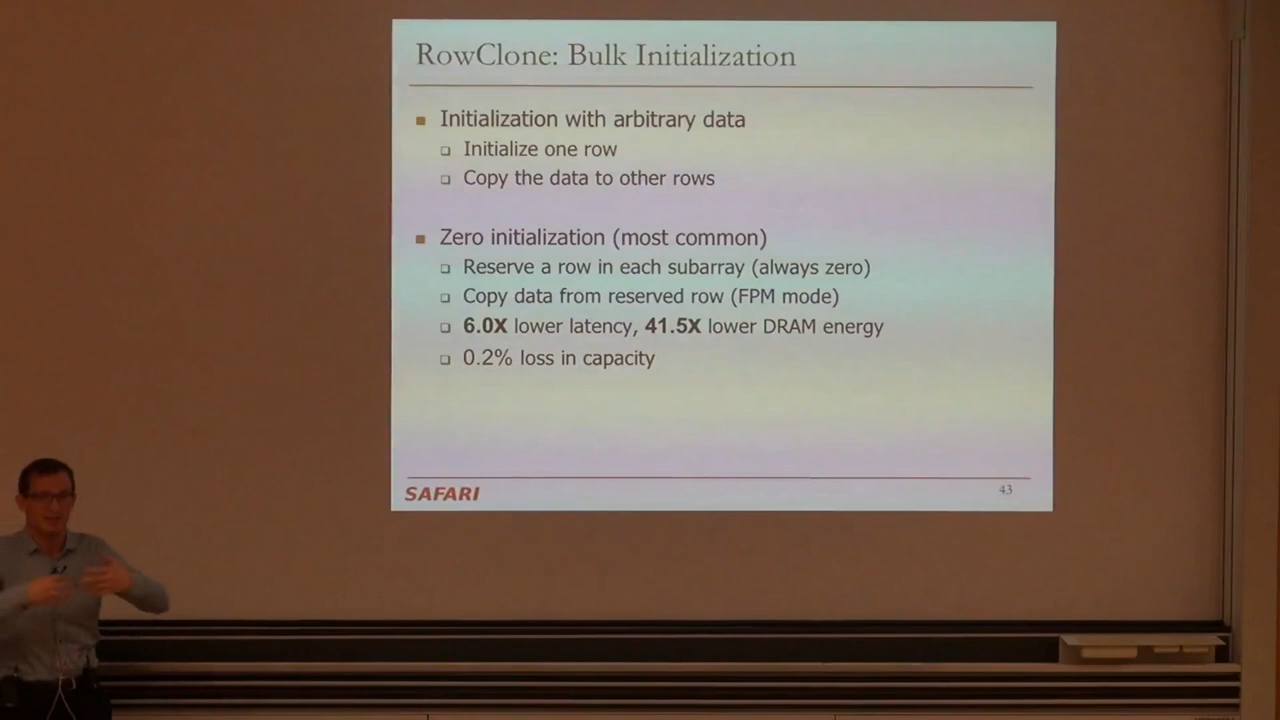 RowClone: Bulk Initialization
Initialization with arbitrary data
Initialize one row
Copy the data to other rows
Zero initialization (most common)
Reserve a row in each subarray (always zero)
Copy data from reserved row (FPM mode)
6.0X lower latency, 41.5X lower DRAM energy
0.2% loss in capacity
SAFARI
43